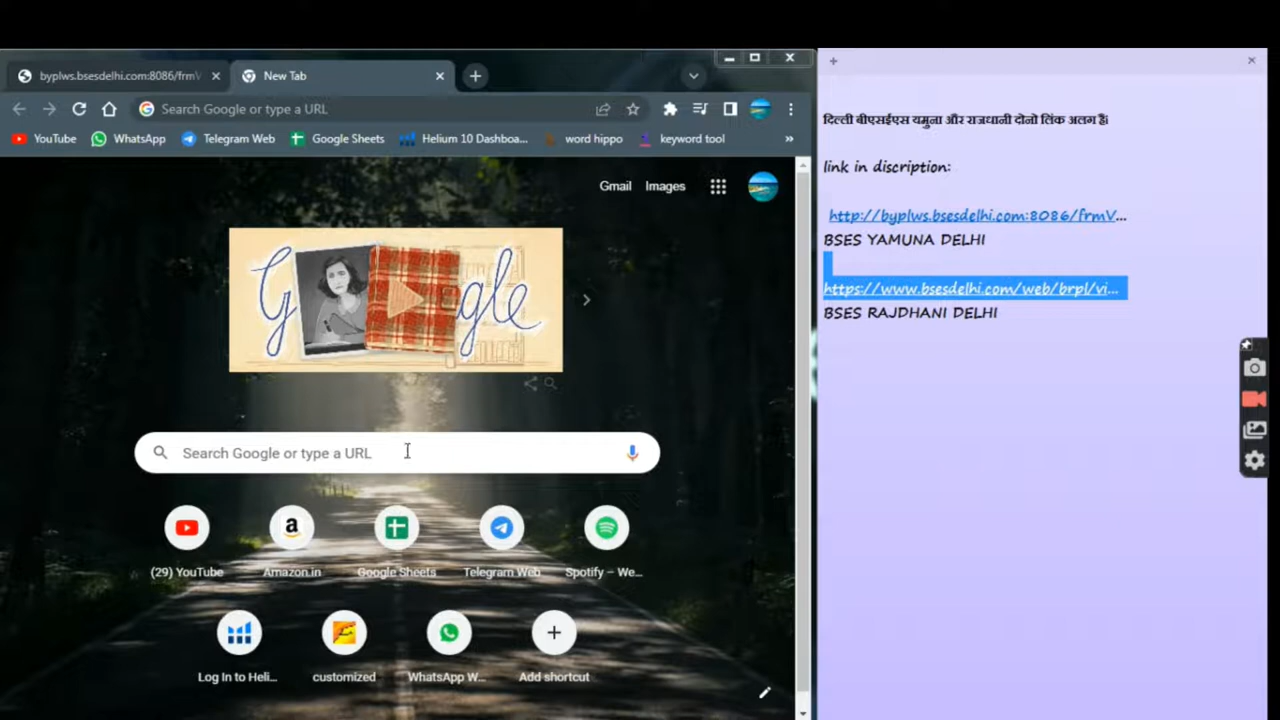 byplws.bsesdelhi.com:8086/frmV
New Tab
Search Google or type a URL
YouTube
WhatsApp
Telegram Web
Google Sheets
Helium 10 Dashboa...
word hippo
keyword tool
»
Gmail
Images
Google
Search Google or type a URL
(29) YouTube
Amazon.in
Google Sheets
Telegram Web
Spotify – We...
Log In to Heli...
customized
WhatsApp W...
Add shortcut
दिल्ली बीएसईएस यमुना और राजधानी दोनो लिंक अलग हैं
link in discription:
http://byplws.bsesdelhi.com:8086/frmV...
BSES YAMUNA DELHI
https://www.bsesdelhi.com/web/brpl/vi...
BSES RAJDHANI DELHI